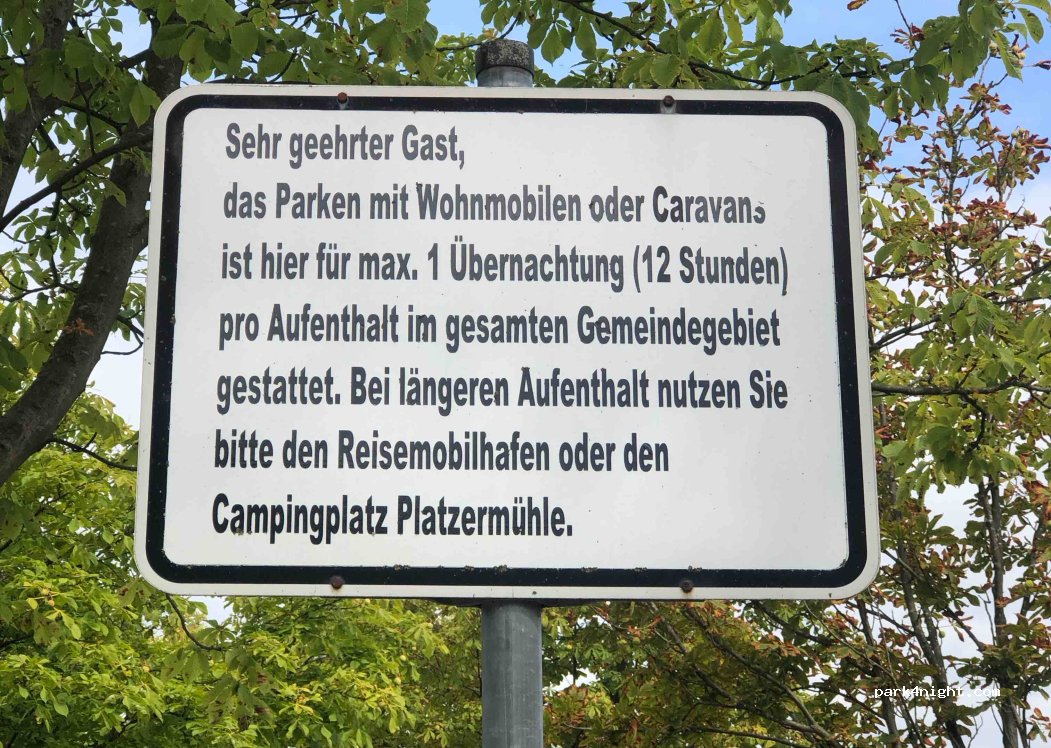 Sehr geehrter Gast,
das Parken mit Wohnmobilen oder Caravans
ist hier für max. 1 Übernachtung (12 Stunden)
pro Aufenthalt im gesamten Gemeindegebiet
gestattet. Bei längeren Aufenthalt nutzen Sie
bitte den Reisemobilhafen oder den
Campingplatz Platzermühle.
park4night.com